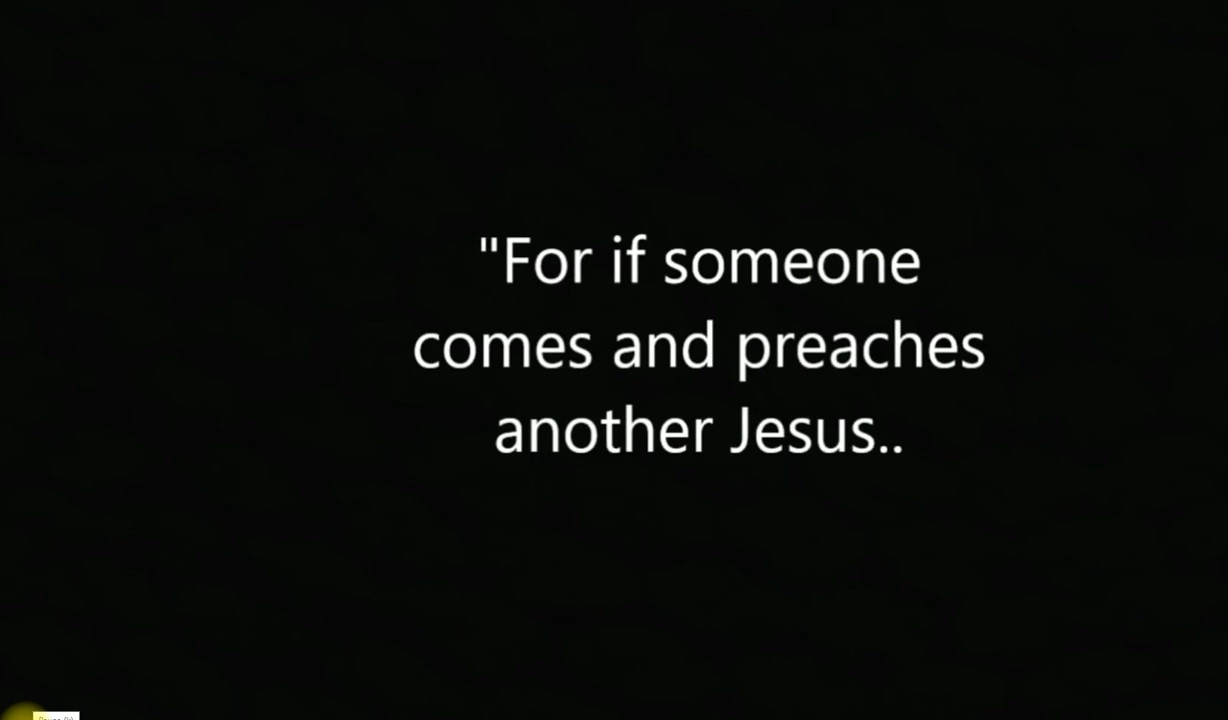 "For if someone
comes and preaches
another Jesus..